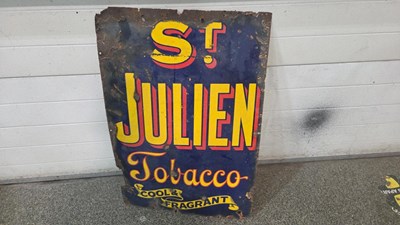 ST
JULIEN
Tobacco
COOL &
FRAGRANT